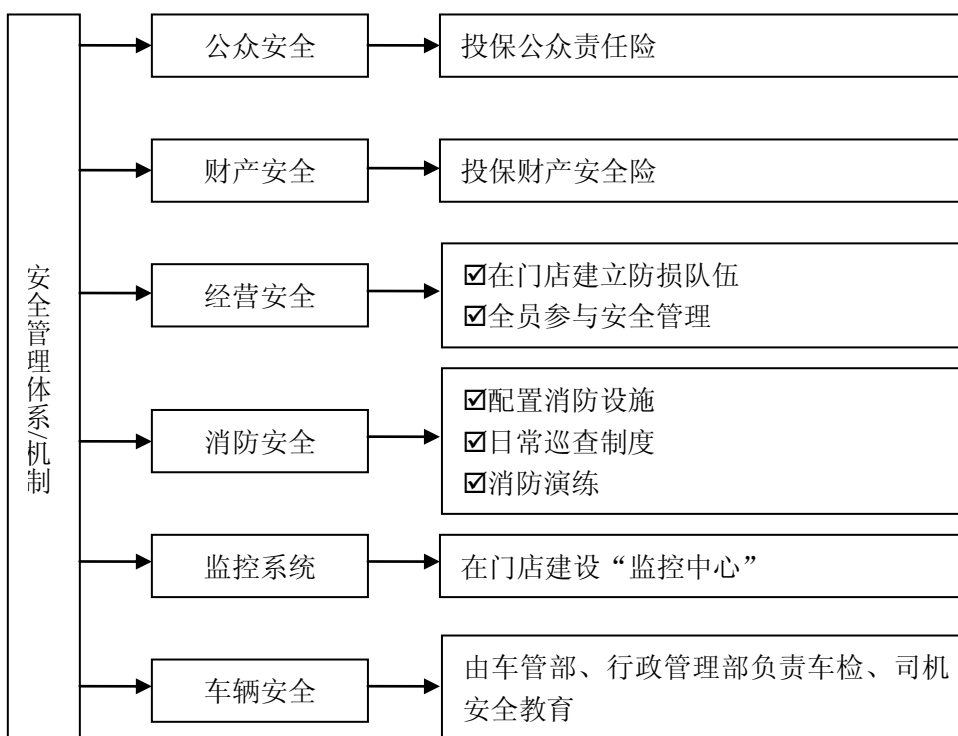 安全管理体系/机制
公众安全
投保公众责任险
财产安全
投保财产安全险
经营安全
☑在门店建立防损队伍
☑全员参与安全管理
消防安全
☑配置消防设施
☑日常巡查制度
☑消防演练
监控系统
在门店建设“监控中心”
车辆安全
由车管部、行政管理部负责车检、司机
安全教育